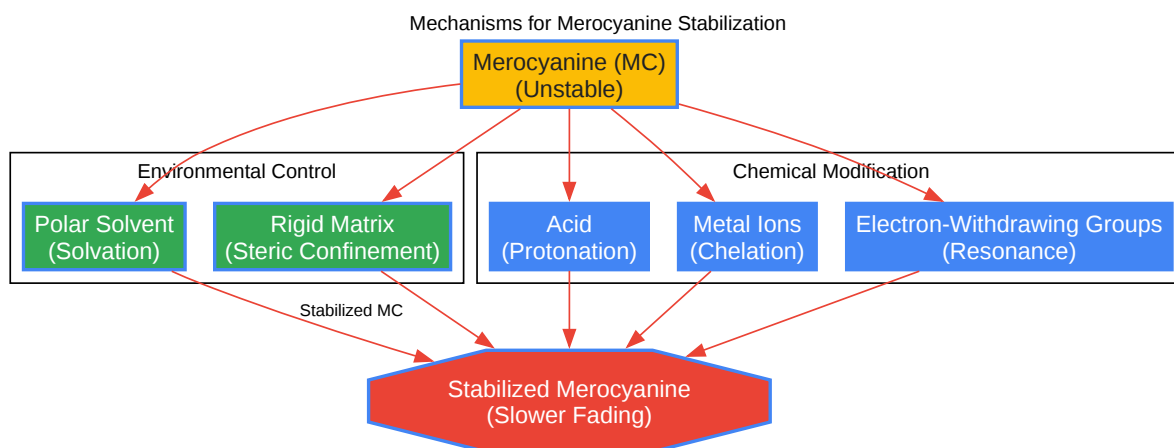 Mechanisms for Merocyanine Stabilization
Merocyanine (MC)
(Unstable)
Environmental Control
Chemical Modification
Polar Solvent
(Solvation)
Rigid Matrix
(Steric Confinement)
Acid
(Protonation)
Metal Ions
(Chelation)
Electron-Withdrawing Groups
(Resonance)
Stabilized MC
Stabilized Merocyanine
(Slower Fading)